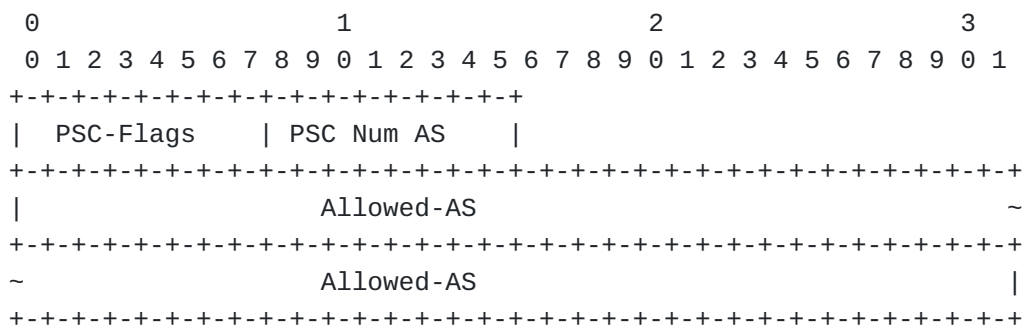 0                   1                   2                   3
 0 1 2 3 4 5 6 7 8 9 0 1 2 3 4 5 6 7 8 9 0 1 2 3 4 5 6 7 8 9 0 1
+-+-+-+-+-+-+-+-+-+-+-+-+-+-+-+-+
|  PSC-Flags    | PSC Num AS    |
+-+-+-+-+-+-+-+-+-+-+-+-+-+-+-+-+-+-+-+-+-+-+-+-+-+-+-+-+-+-+-+-+
|                   Allowed-AS                                  ~
+-+-+-+-+-+-+-+-+-+-+-+-+-+-+-+-+-+-+-+-+-+-+-+-+-+-+-+-+-+-+-+-+
~                   Allowed-AS                                  |
+-+-+-+-+-+-+-+-+-+-+-+-+-+-+-+-+-+-+-+-+-+-+-+-+-+-+-+-+-+-+-+-+